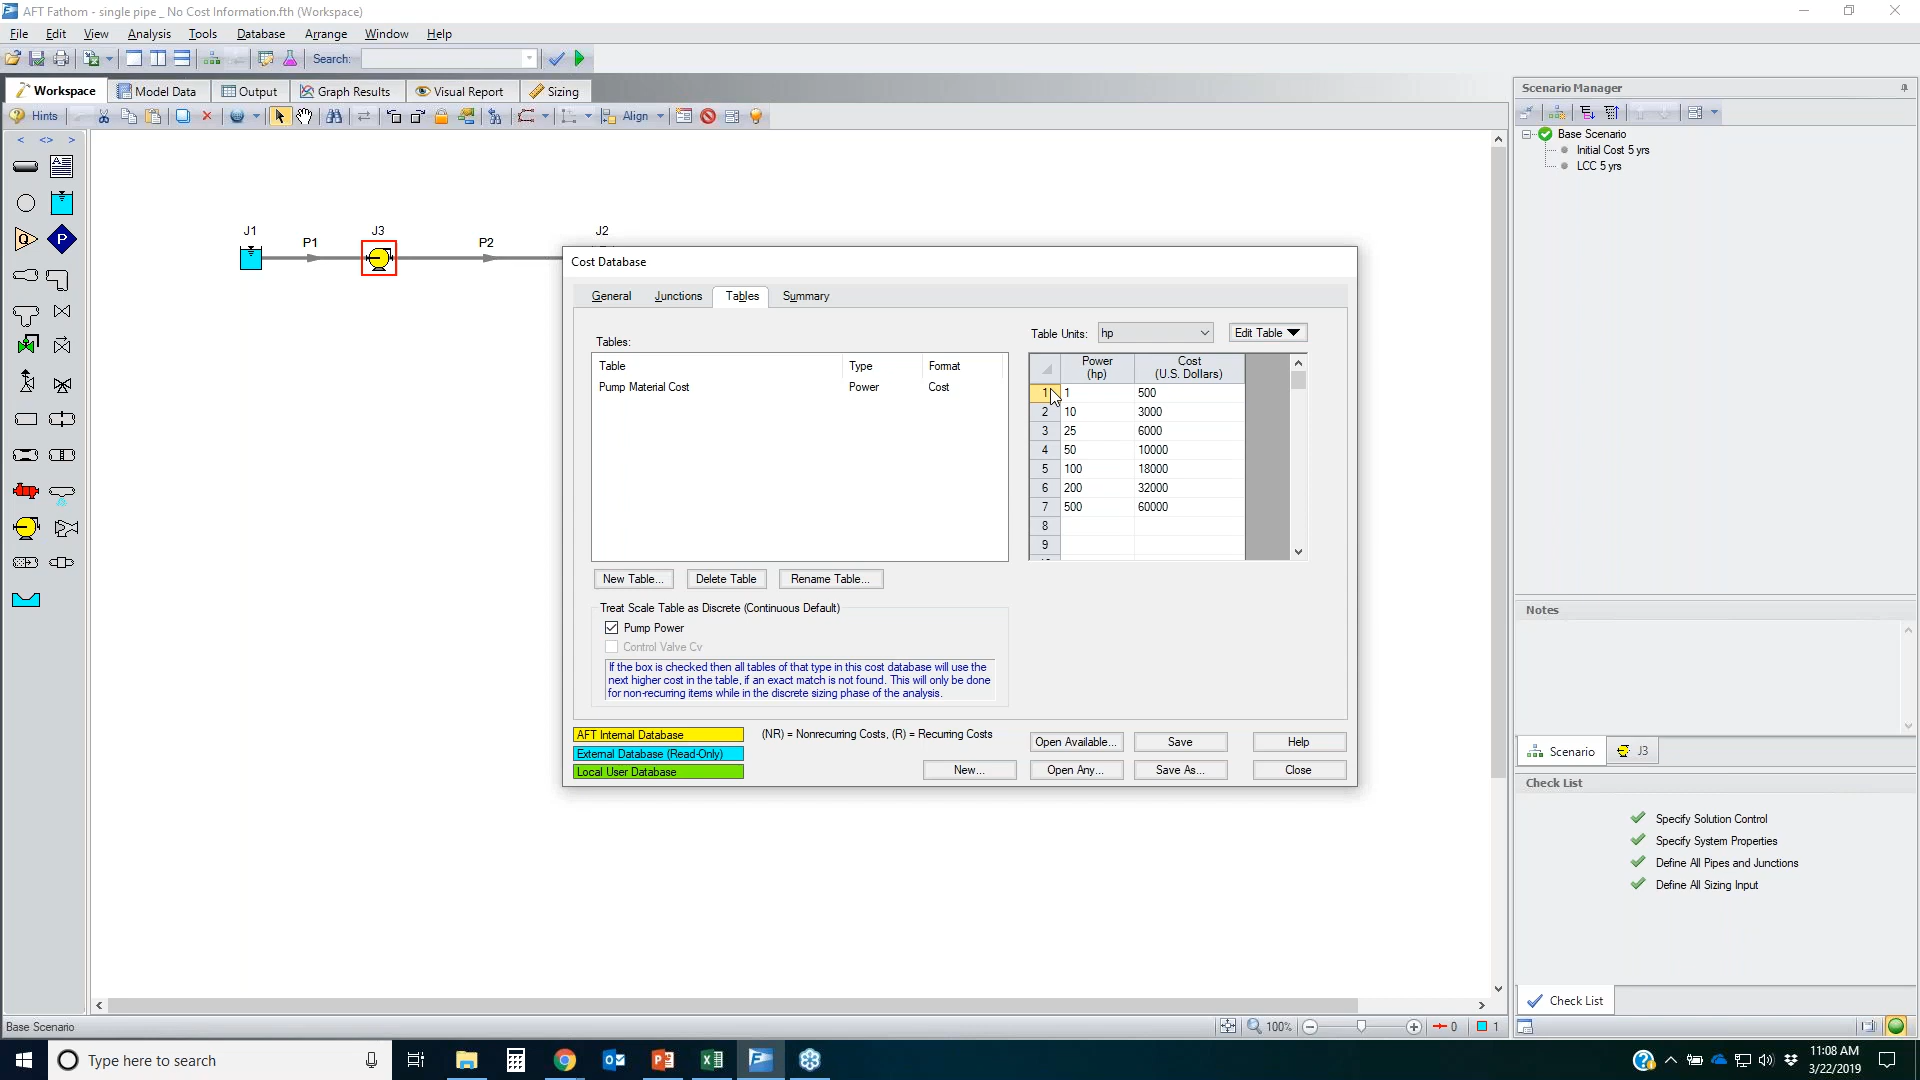 AFT Fathom - single pipe _ No Cost Information.fth (Workspace)
File Edit View Analysis Tools Database Arrange Window Help
Search:
Workspace Model Data Output Graph Results Visual Report Sizing
Hints Align
Scenario Manager
Base Scenario
Initial Cost 5 yrs
LCC 5 yrs
J1 P1 J3 P2 J2
Cost Database
General Junctions Tables Summary
Tables:
Table Type Format
Pump Material Cost Power Cost
Table Units: hp Edit Table
Power (hp) Cost (U.S. Dollars)
1 1 500
2 10 3000
3 25 6000
4 50 10000
5 100 18000
6 200 32000
7 500 60000
8
9
New Table... Delete Table Rename Table...
Treat Scale Table as Discrete (Continuous Default)
Pump Power
Control Valve Cv
If the box is checked then all tables of that type in this cost database will use the
next higher cost in the table, if an exact match is not found. This will only be done
for non-recurring items while in the discrete sizing phase of the analysis.
AFT Internal Database
External Database (Read-Only)
Local User Database
(NR) = Nonrecurring Costs, (R) = Recurring Costs
Open Available... Save Help
New... Open Any... Save As... Close
Notes
Scenario J3
Check List
Specify Solution Control
Specify System Properties
Define All Pipes and Junctions
Define All Sizing Input
Check List
Base Scenario
100% 0 1
Type here to search
11:08 AM
3/22/2019